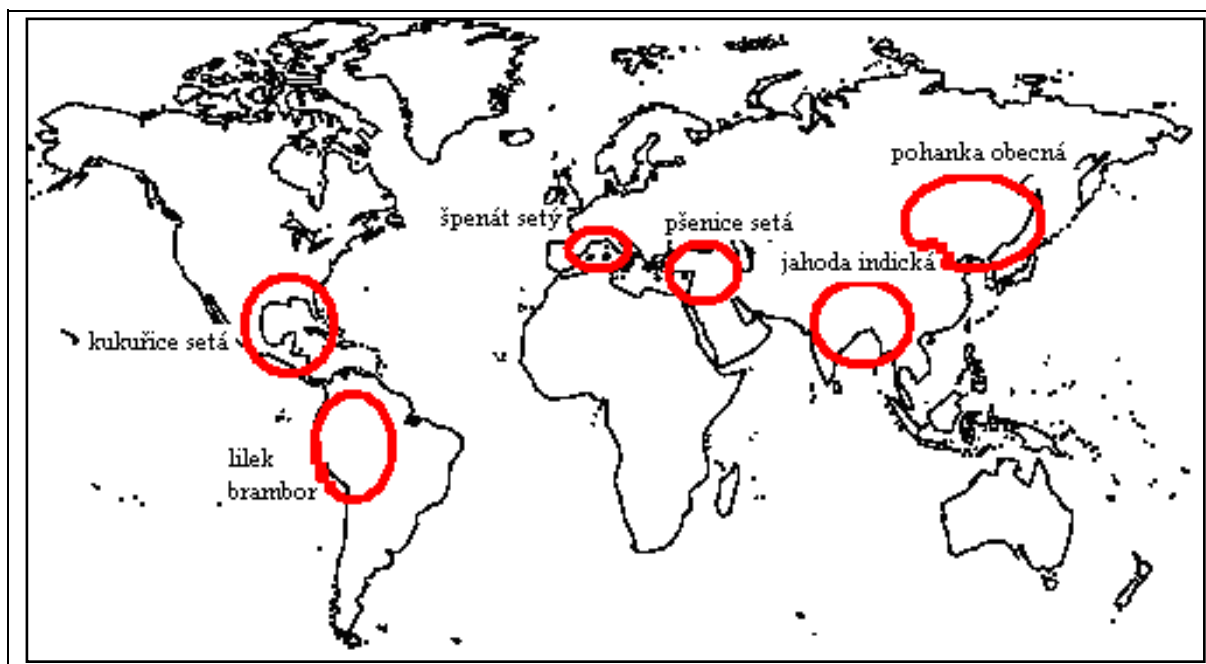 pohanka obecná
špenát setý
pšenice setá
jahoda indická
kukuřice setá
lilek
brambor